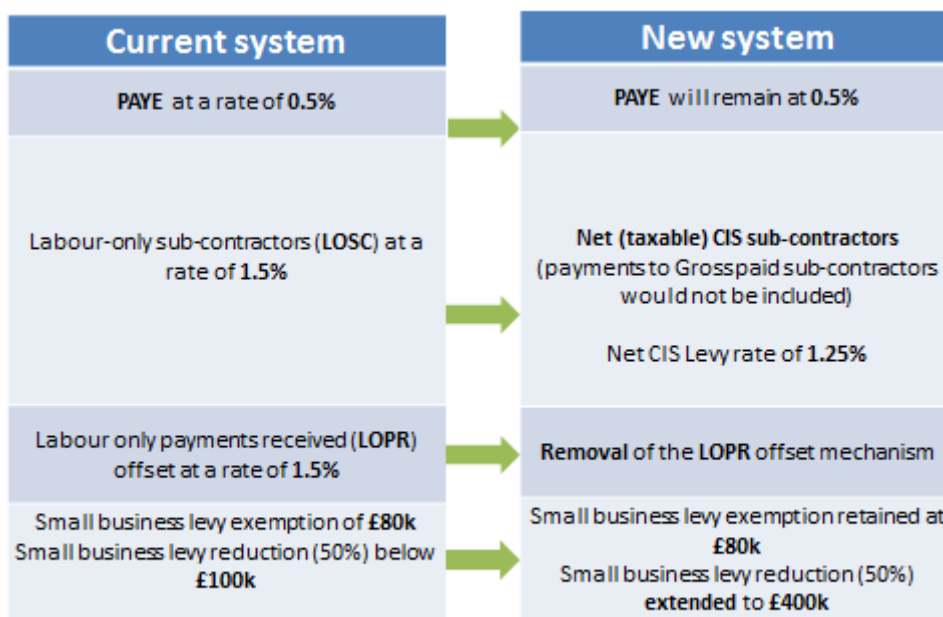 Current system
PAYE at a rate of 0.5%
Labour-only sub-contractors (LOSC) at a
rate of 1.5%
Labour only payments received (LOPR)
offset at a rate of 1.5%
Small business levy exemption of £80k
Small business levy reduction (50%) below
£100k
New system
PAYE will remain at 0.5%
Net (taxable) CIS sub-contractors
(payments to Gross paid sub-contractors
would not be included)
Net CIS Levy rate of 1.25%
Removal of the LOPR offset mechanism
Small business levy exemption retained at
£80k
Small business levy reduction (50%)
extended to £400k